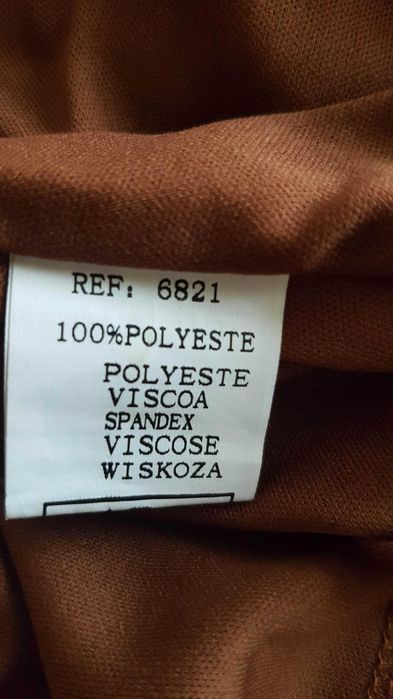 REF: 6821
100%POLYESTE
POLYESTE
VISCOA
SPANDEX
VISCOSE
WISKOZA